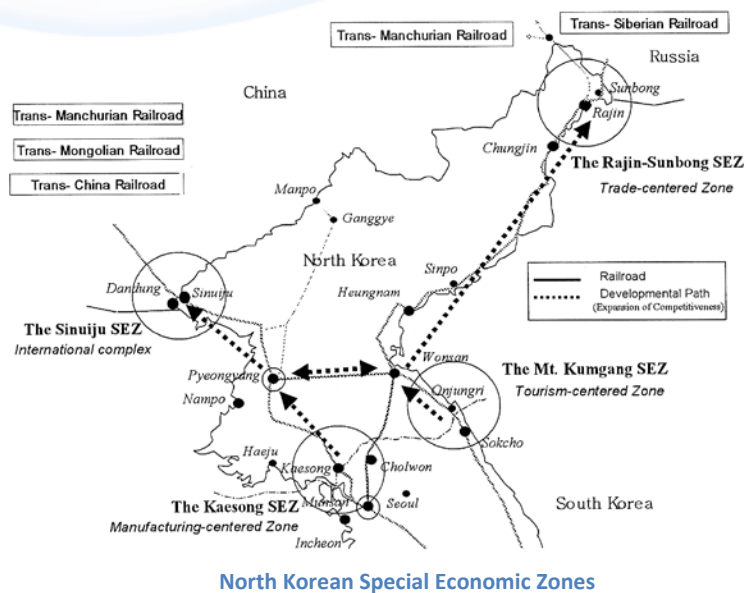 Trans- Siberian Railroad
Trans- Manchurian Railroad
Russia
China
Sunbong
Rajin
Trans- Manchurian Railroad
Trans- Mongolian Railroad
Trans- China Railroad
Chungjin
The Rajin-Sunbong SEZ
Trade-centered Zone
Manpo
Ganggye
North Korea
Sinpo
Railroad
Developmental Path
(Expansion of Competitiveness)
Dandung
Sinuiju
Heungnam
The Sinuiju SEZ
International complex
Wonsan
The Mt. Kumgang SEZ
Tourism-centered Zone
Pyeongyang
Onjungri
Nampo
Sokcho
Haeju
Kaesong
Cholwon
The Kaesong SEZ
Manufacturing-centered Zone
Munsan
Seoul
South Korea
Incheon
North Korean Special Economic Zones